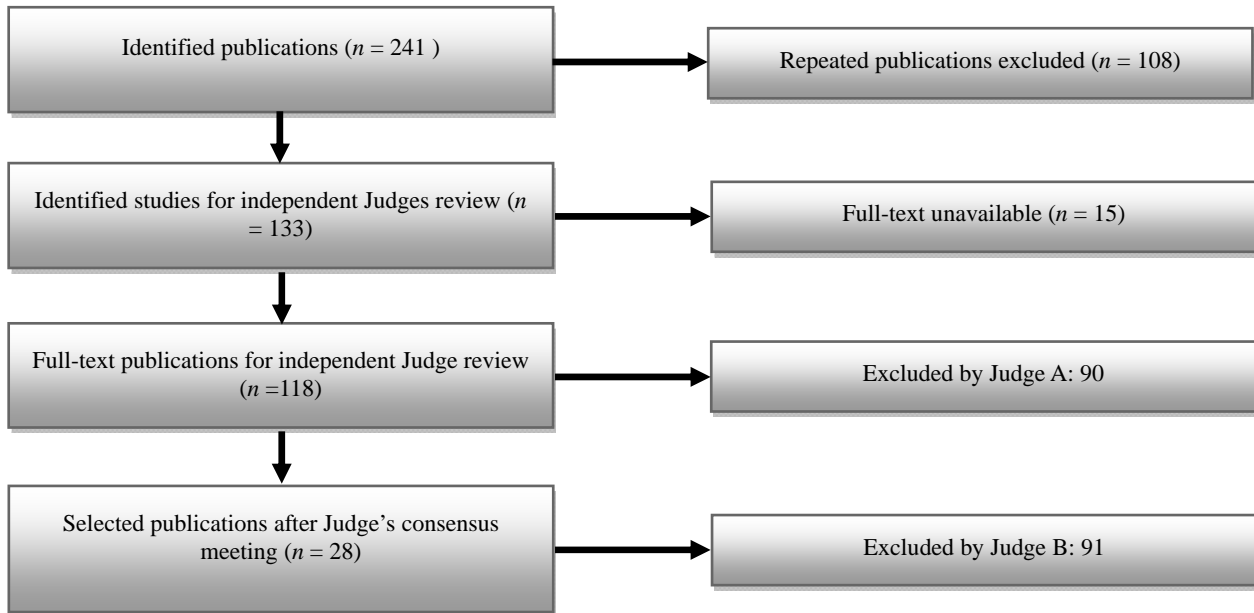 Identified publications (n = 241 )
Repeated publications excluded (n = 108)
Identified studies for independent Judges review (n
= 133)
Full-text unavailable (n = 15)
Full-text publications for independent Judge review
(n =118)
Excluded by Judge A: 90
Selected publications after Judge’s consensus
meeting (n = 28)
Excluded by Judge B: 91